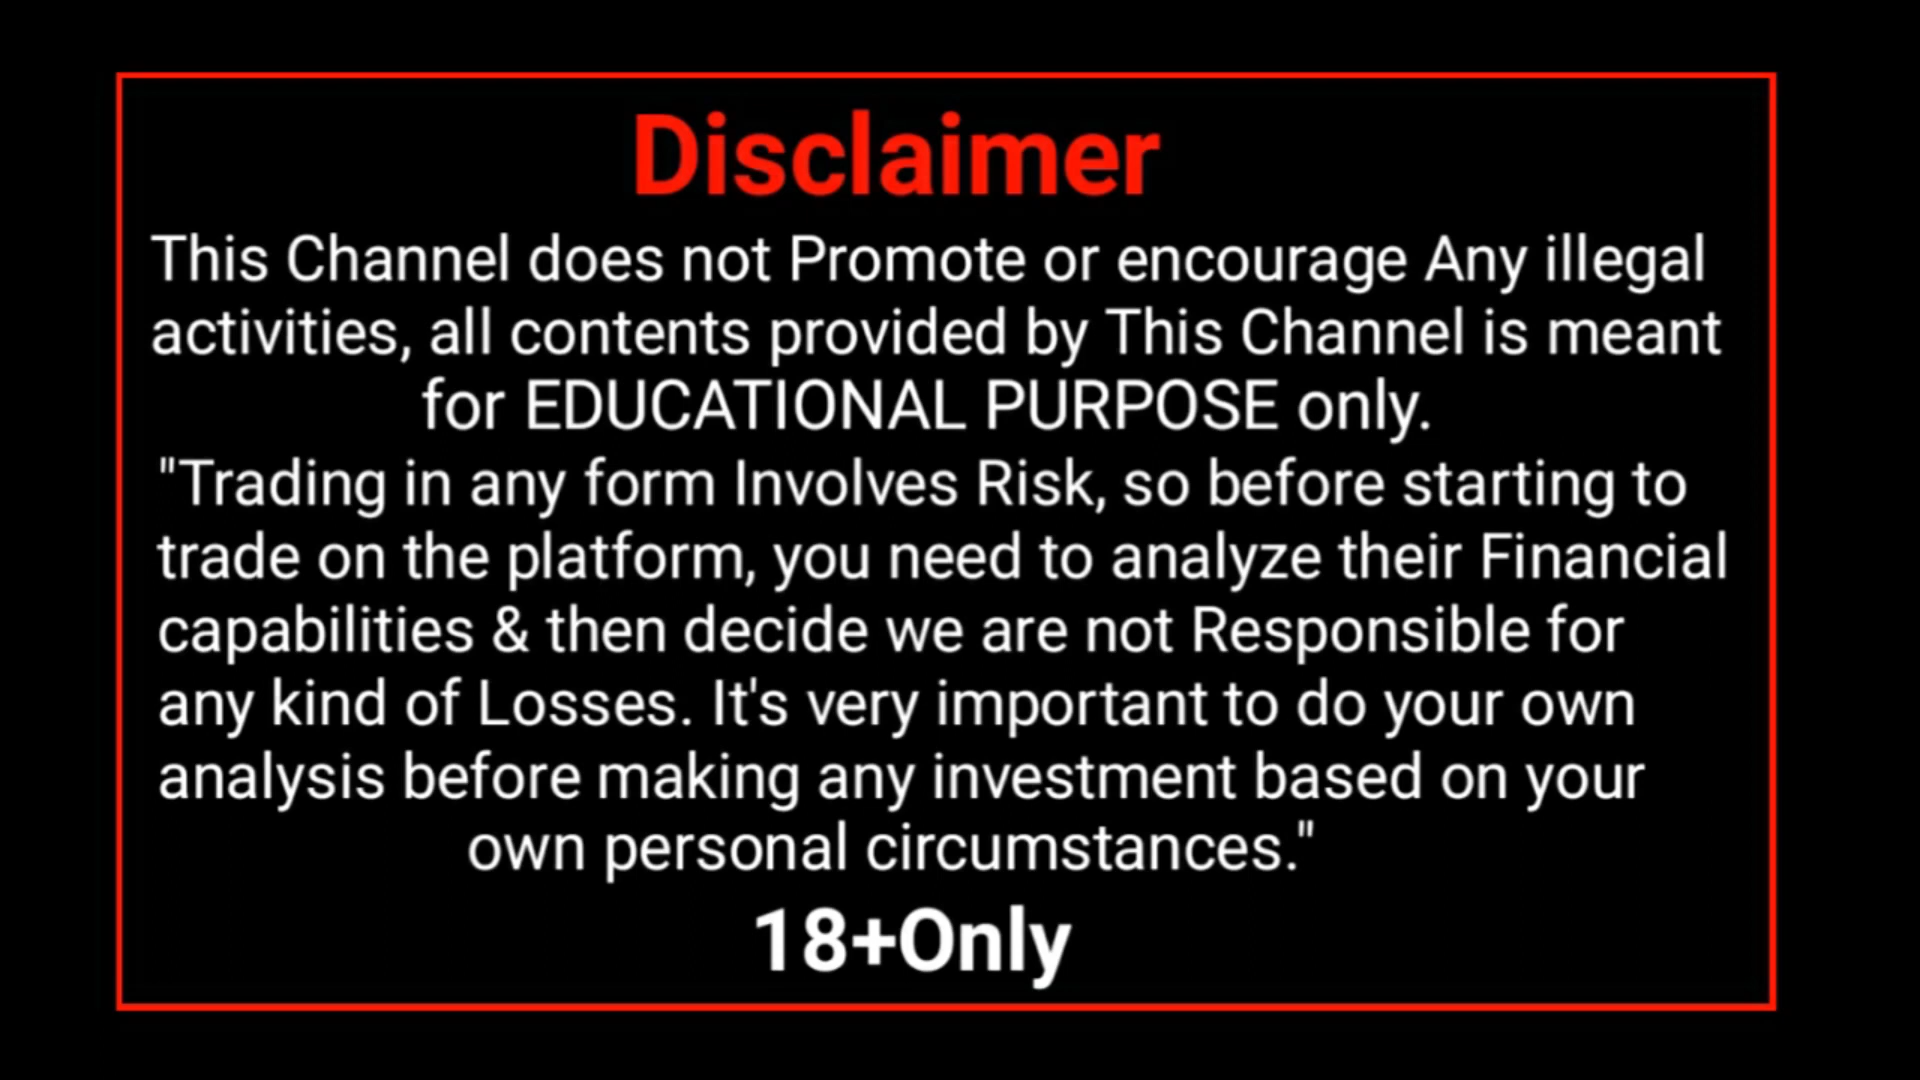 Disclaimer
This Channel does not Promote or encourage Any illegal
activities, all contents provided by This Channel is meant
for EDUCATIONAL PURPOSE only.
"Trading in any form Involves Risk, so before starting to
trade on the platform, you need to analyze their Financial
capabilities & then decide we are not Responsible for
any kind of Losses. It's very important to do your own
analysis before making any investment based on your
own personal circumstances."
18+Only